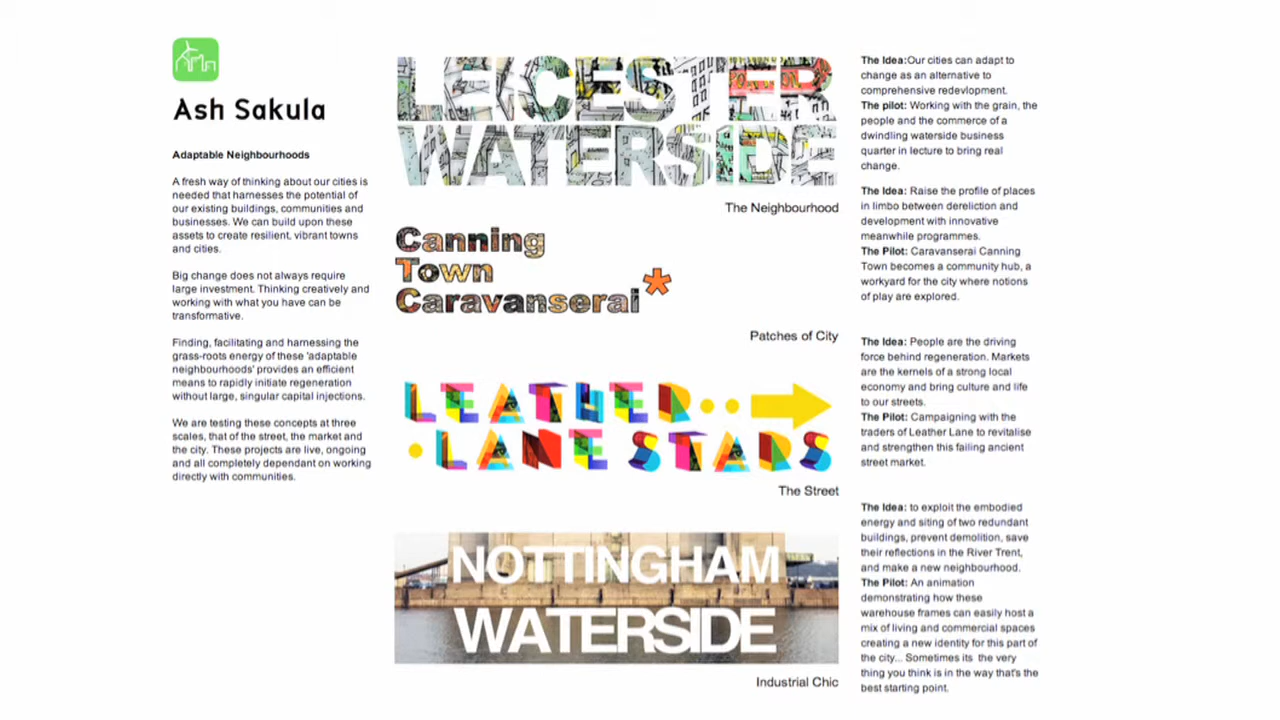 Ash Sakula
Adaptable Neighbourhoods
A fresh way of thinking about our cities is
needed that harnesses the potential of
our existing buildings, communities and
businesses. We can build upon these
assets to create resilient, vibrant towns
and cities.
Big change does not always require
large investment. Thinking creatively and
working with what you have can be
transformative.
Finding, facilitating and harnessing the
grass-roots energy of these 'adaptable
neighbourhoods' provides an efficient
means to rapidly initiate regeneration
without large, singular capital injections.
We are testing these concepts at three
scales, that of the street, the market and
the city. These projects are live, ongoing
and all completely dependant on working
directly with communities.
LEICESTER
WATERSIDE
The Neighbourhood
Canning
Town
Caravanserai*
Patches of City
LEATHER
LANE STARS
The Street
NOTTINGHAM
WATERSIDE
Industrial Chic
The Idea:Our cities can adapt to
change as an alternative to
comprehensive redevlopment.
The pilot: Working with the grain, the
people and the commerce of a
dwindling waterside business
quarter in lecture to bring real
change.
The Idea: Raise the profile of places
in limbo between dereliction and
development with innovative
meanwhile programmes.
The Pilot: Caravanserai Canning
Town becomes a community hub, a
workyard for the city where notions
of play are explored.
The Idea: People are the driving
force behind regeneration. Markets
are the kernels of a strong local
economy and bring culture and life
to our streets.
The Pilot: Campaigning with the
traders of Leather Lane to revitalise
and strengthen this failing ancient
street market.
The Idea: to exploit the embodied
energy and siting of two redundant
buildings, prevent demolition, save
their reflections in the River Trent,
and make a new neighbourhood.
The Pilot: An animation
demonstrating how these
warehouse frames can easily host a
mix of living and commercial spaces
creating a new identity for this part of
the city... Sometimes its the very
thing you think is in the way that's the
best starting point.